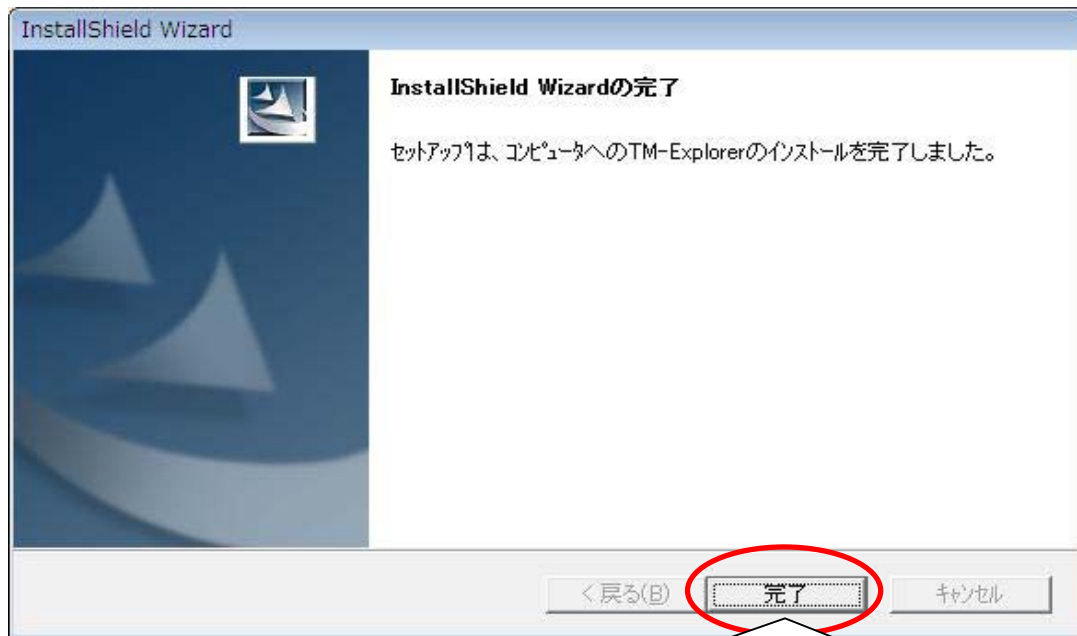 InstallShield Wizard
InstallShield Wizardの完了
セットアップは、コンピュータへのTM-Explorerのインストールを完了しました。
< 戻る(B)
完了
キャンセル